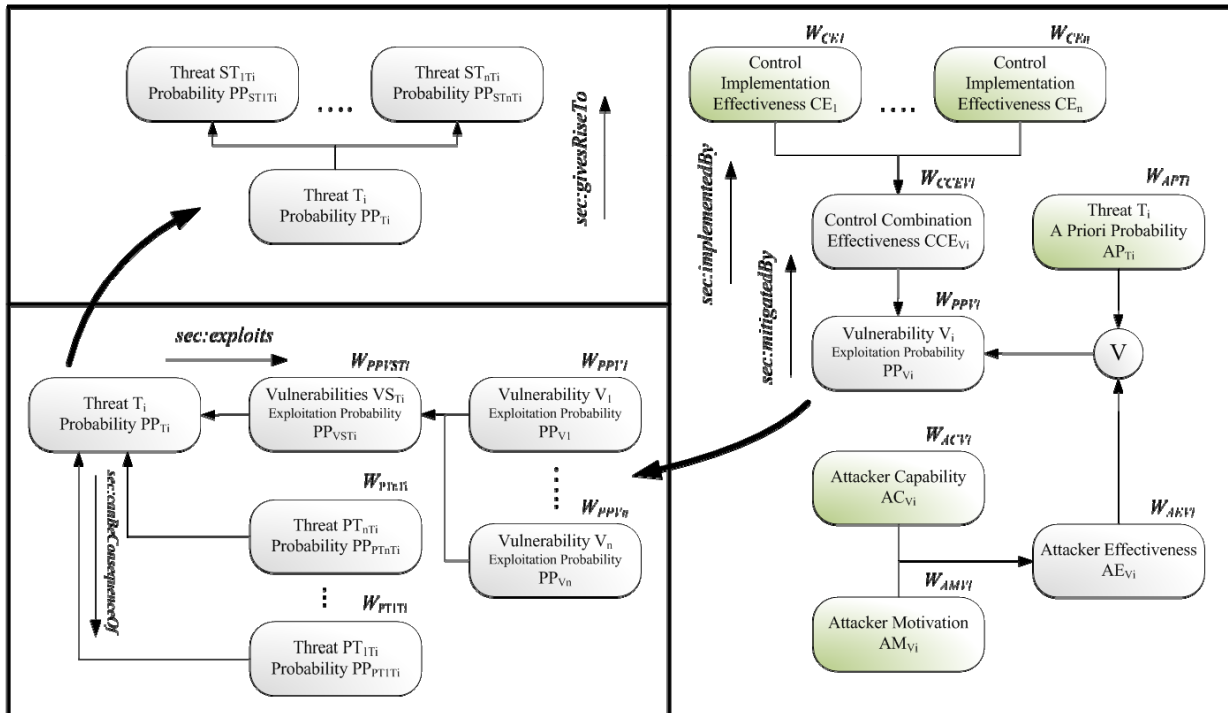 Threat ST1Ti
Probability PPST1Ti
....
Threat STnTi
Probability PPSTnTi
Threat Ti
Probability PPTi
sec:givesRiseTo
sec:exploits
WPPVSTi
WPPV1
Threat Ti
Probability PPTi
Vulnerabilities VSTi
Exploitation Probability
PPVSTi
Vulnerability V1
Exploitation Probability
PPV1
sec:canBeConsequenceOf
WPTnTi
WPPVn
Threat PTnTi
Probability PPPTnTi
Vulnerability Vn
Exploitation Probability
PPVn
WPT1Ti
Threat PT1Ti
Probability PPPT1Ti
WCE1
WCEn
Control
Implementation
Effectiveness CE1
....
Control
Implementation
Effectiveness CEn
sec:implementedBy
WCCEVi
WAPTi
Control Combination
Effectiveness CCEVi
Threat Ti
A Priori Probability
APTi
sec:mitigatedBy
WPPVi
Vulnerability Vi
Exploitation Probability
PPVi
V
WACVi
Attacker Capability
ACVi
WAEVi
Attacker Effectiveness
AEVi
WAMVi
Attacker Motivation
AMVi